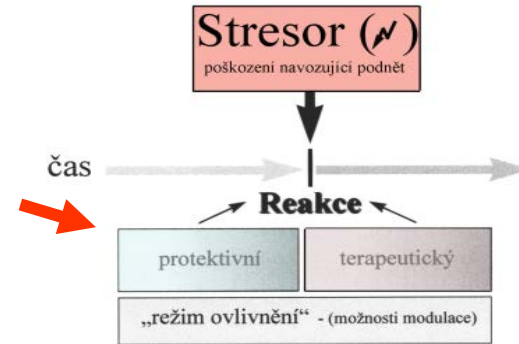 Stresor ()
poškození navozující podnět
čas
Reakce
protektivní terapeutický
„režim ovlivnění“ - (možnosti modulace)